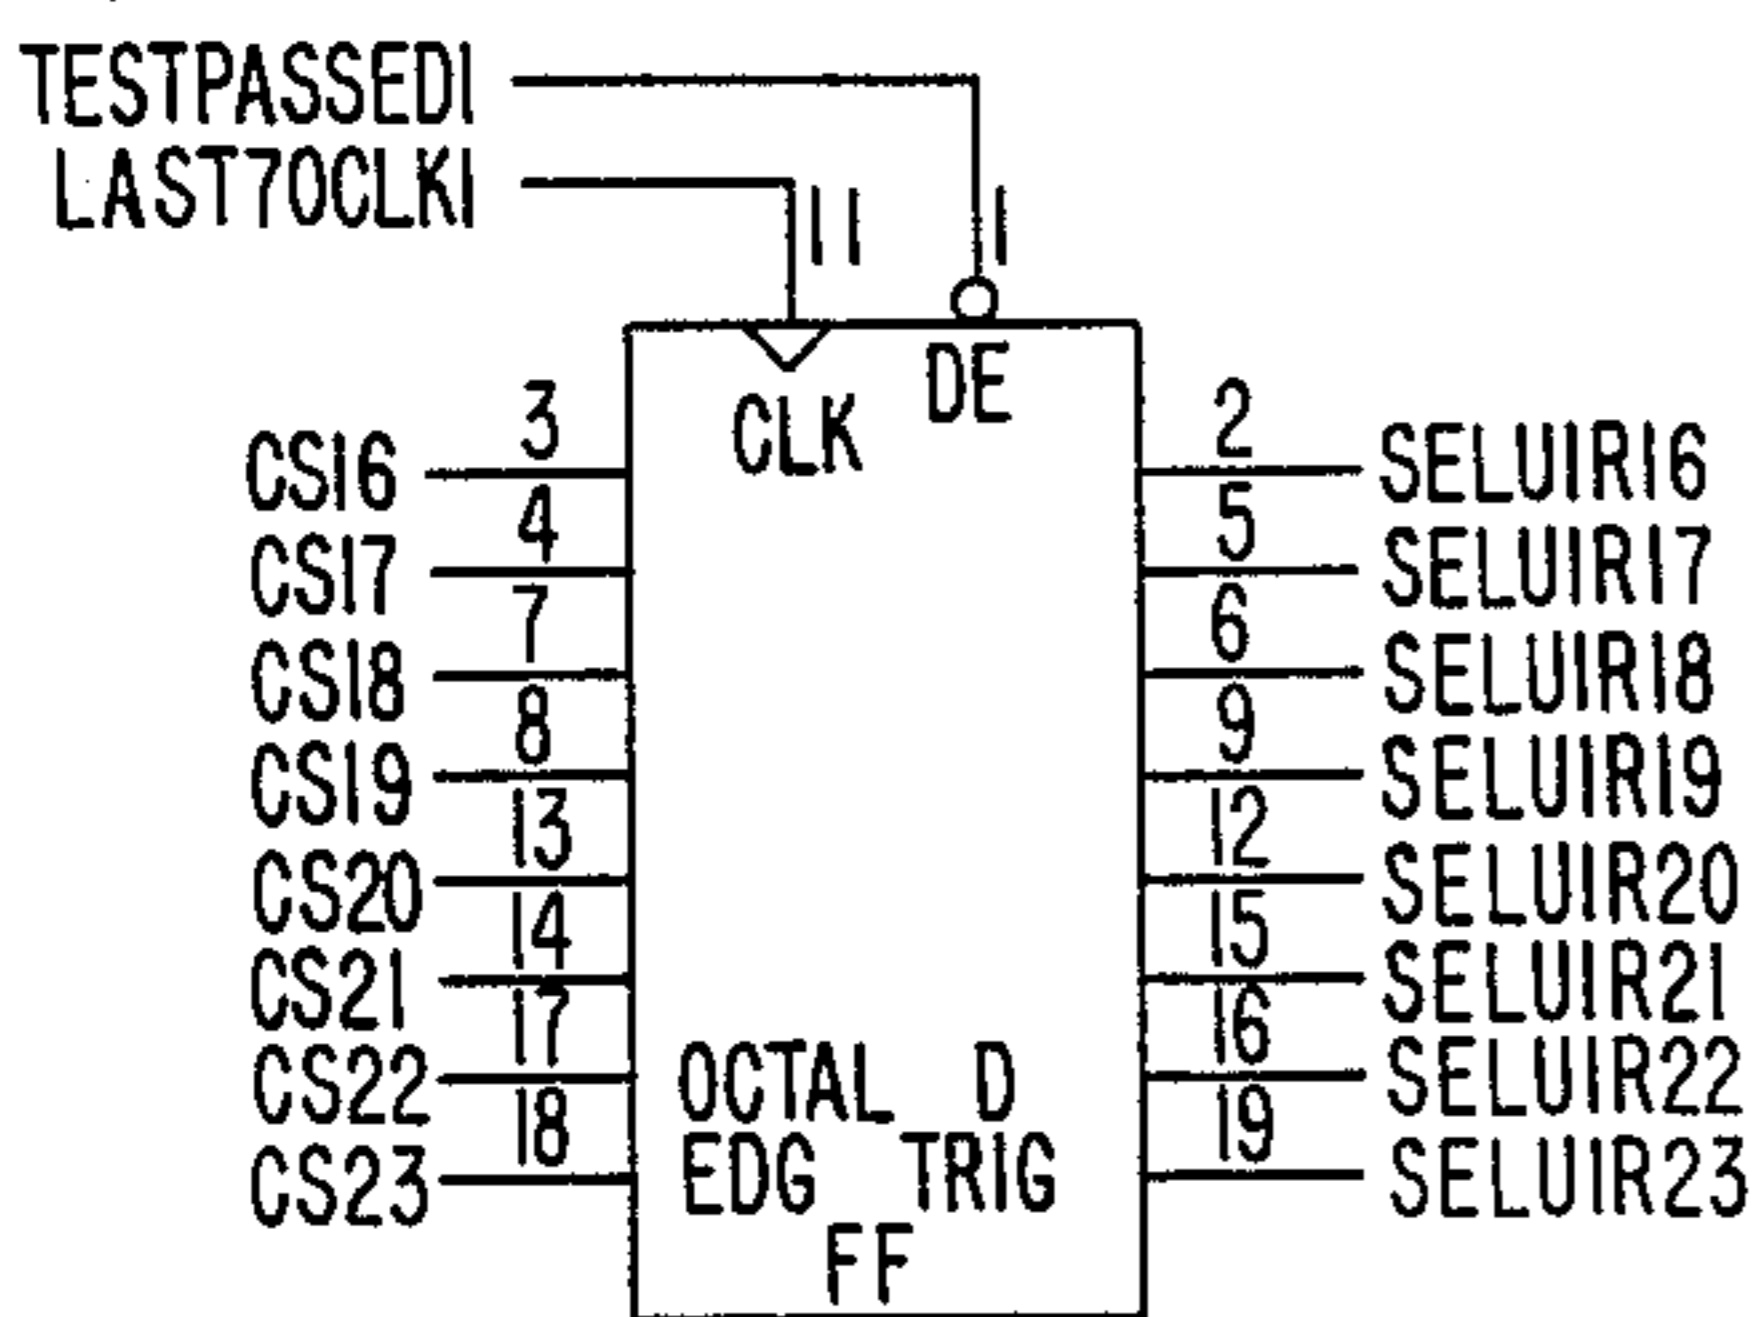 TESTPASSED1
LAST70CLK1
11
1
CLK
DE
CS16
3
2
SELUIR16
CS17
4
5
SELUIR17
CS18
7
6
SELUIR18
CS19
8
9
SELUIR19
CS20
13
12
SELUIR20
CS21
14
15
SELUIR21
CS22
17
16
SELUIR22
CS23
18
19
SELUIR23
OCTAL D
EDG TRIG
FF